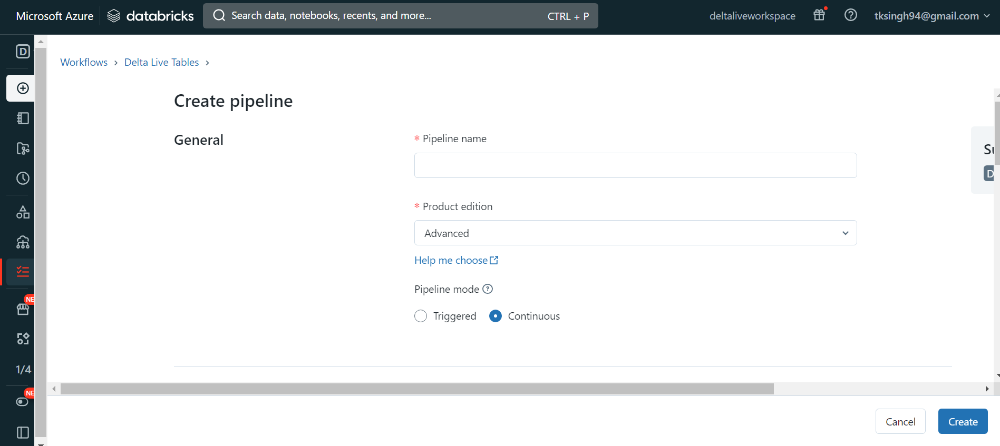 Microsoft Azure databricks Search data, notebooks, recents, and more... CTRL + P deltaliveworkspace tksingh94@gmail.com
D
Workflows > Delta Live Tables >
Create pipeline
General
* Pipeline name
Su
D
* Product edition
Advanced
Help me choose
Pipeline mode ?
Triggered Continuous
NE
1/4
NE
Cancel Create